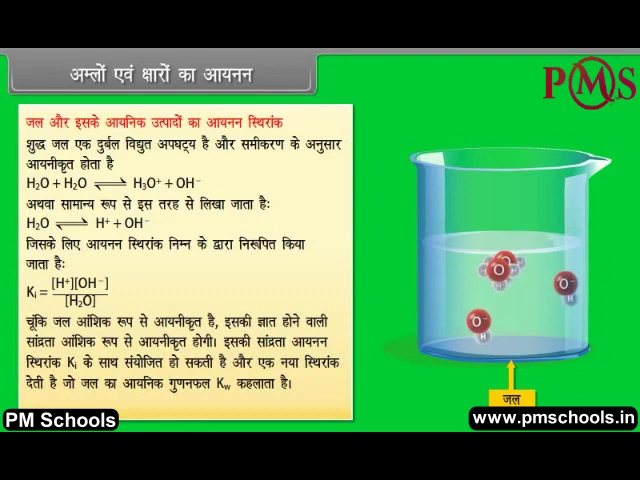 अम्लों एवं क्षारों का आयनन
PMS
जल और इसके आयनिक उत्पादों का आयनन स्थिरांक
शुद्ध जल एक दुर्बल विद्युत अपघट्य है और समीकरण के अनुसार
आयनीकृत होता है
H₂O + H₂O ⇌ H₃O⁺ + OH⁻
अथवा सामान्य रूप से इस तरह से लिखा जाता है:
H₂O ⇌ H⁺ + OH⁻
जिसके लिए आयनन स्थिरांक निम्न के द्वारा निरूपित किया
जाता है:
Kᵢ = [H⁺][OH⁻] / [H₂O]
चूंकि जल आंशिक रूप से आयनीकृत है, इसकी ज्ञात होने वाली
सांद्रता आंशिक रूप से आयनीकृत होगी। इसकी सांद्रता आयनन
स्थिरांक Kᵢ के साथ संयोजित हो सकती है और एक नया स्थिरांक
देती है जो जल का आयनिक गुणनफल K_w कहलाता है।
O
O⁻
H
O⁻
H
जल
PM Schools
www.pmschools.in